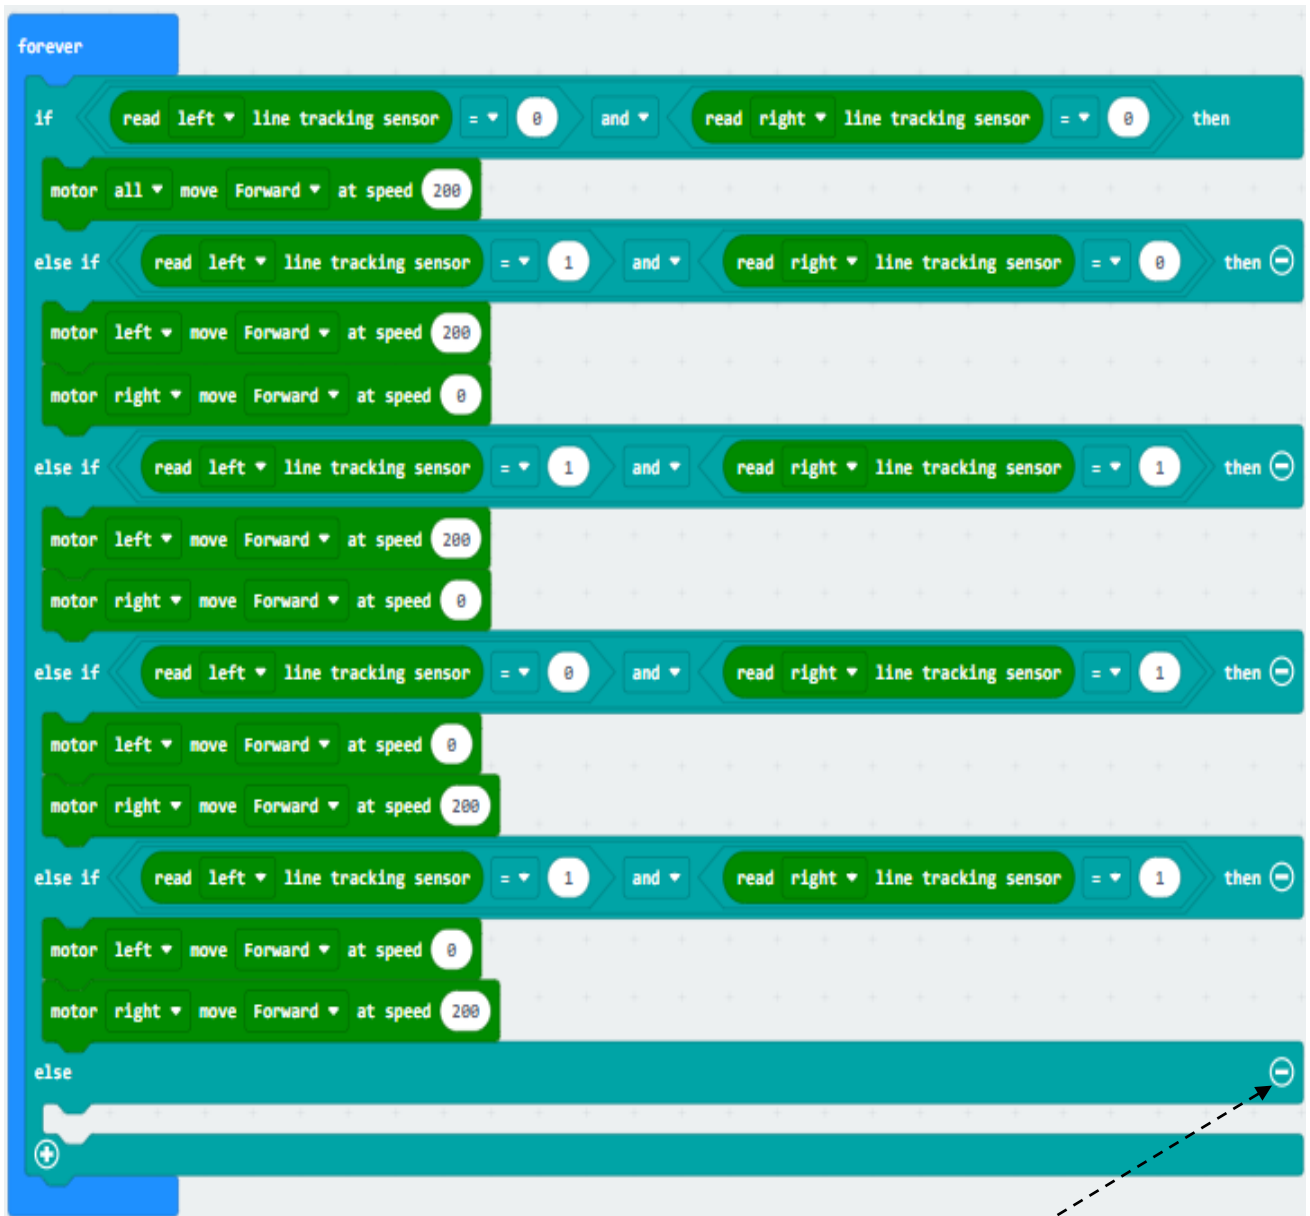 forever
if read left line tracking sensor = 0 and read right line tracking sensor = 0 then
motor all move Forward at speed 200
else if read left line tracking sensor = 1 and read right line tracking sensor = 0 then
motor left move Forward at speed 200
motor right move Forward at speed 0
else if read left line tracking sensor = 1 and read right line tracking sensor = 1 then
motor left move Forward at speed 200
motor right move Forward at speed 0
else if read left line tracking sensor = 0 and read right line tracking sensor = 1 then
motor left move Forward at speed 0
motor right move Forward at speed 200
else if read left line tracking sensor = 1 and read right line tracking sensor = 1 then
motor left move Forward at speed 0
motor right move Forward at speed 200
else